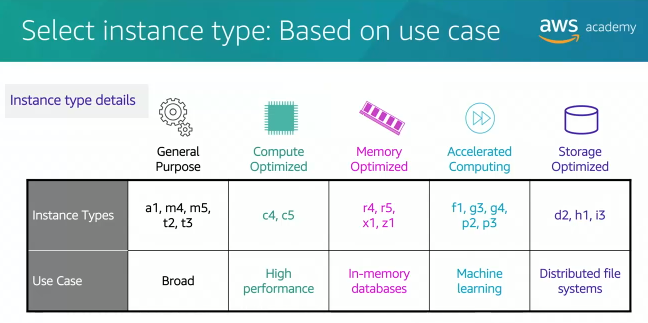 Select instance type: Based on use case
aws academy
Instance type details
General
Purpose
Compute
Optimized
Memory
Optimized
Accelerated
Computing
Storage
Optimized
Instance Types
a1, m4, m5,
t2, t3
c4, c5
r4, r5,
x1, z1
f1, g3, g4,
p2, p3
d2, h1, i3
Use Case
Broad
High
performance
In-memory
databases
Machine
learning
Distributed file
systems